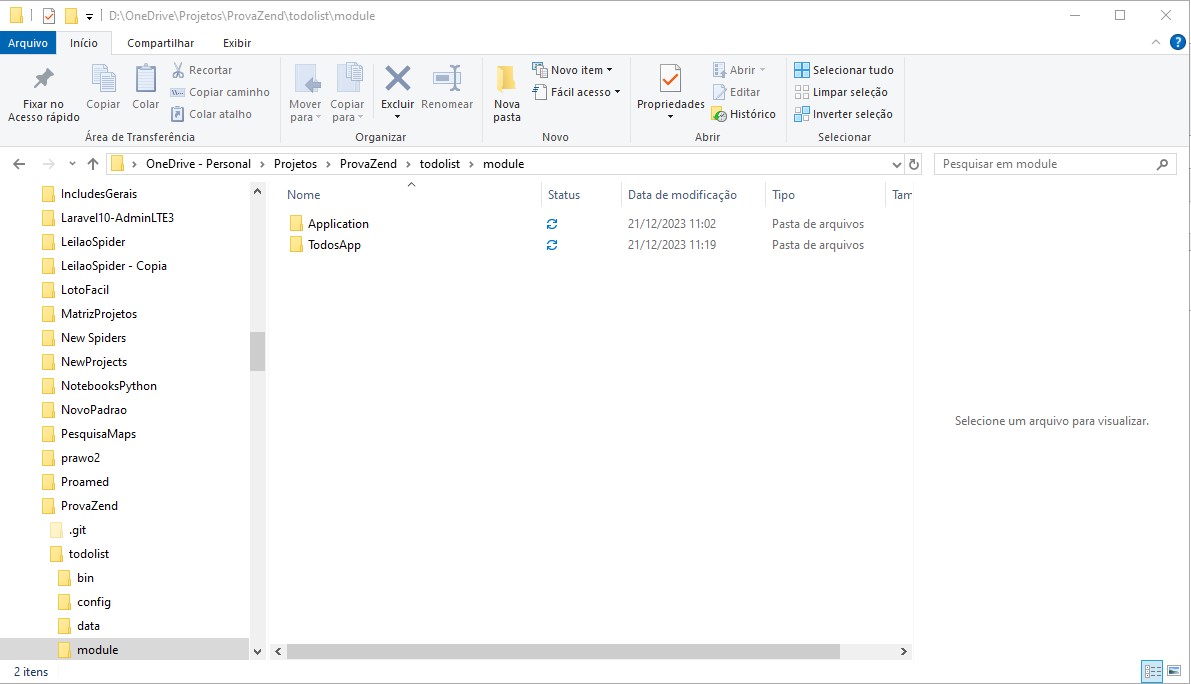 D:\OneDrive\Projetos\ProvaZend\todolist\module
Arquivo Início Compartilhar Exibir
Fixar no Acesso rápido
Copiar
Colar
Recortar
Copiar caminho
Colar atalho
Área de Transferência
Mover para
Copiar para
Excluir
Renomear
Organizar
Nova pasta
Novo item
Fácil acesso
Novo
Propriedades
Abrir
Editar
Histórico
Abrir
Selecionar tudo
Limpar seleção
Inverter seleção
Selecionar
OneDrive - Personal > Projetos > ProvaZend > todolist > module
Pesquisar em module
IncludesGerais
Laravel10-AdminLTE3
LeilaoSpider
LeilaoSpider - Copia
LotoFacil
MatrizProjetos
New Spiders
NewProjects
NotebooksPython
NovoPadrao
PesquisaMaps
prawo2
Proamed
ProvaZend
.git
todolist
bin
config
data
module
Nome Status Data de modificação Tipo Tam
Application 21/12/2023 11:02 Pasta de arquivos
TodosApp 21/12/2023 11:19 Pasta de arquivos
Selecione um arquivo para visualizar.
2 itens